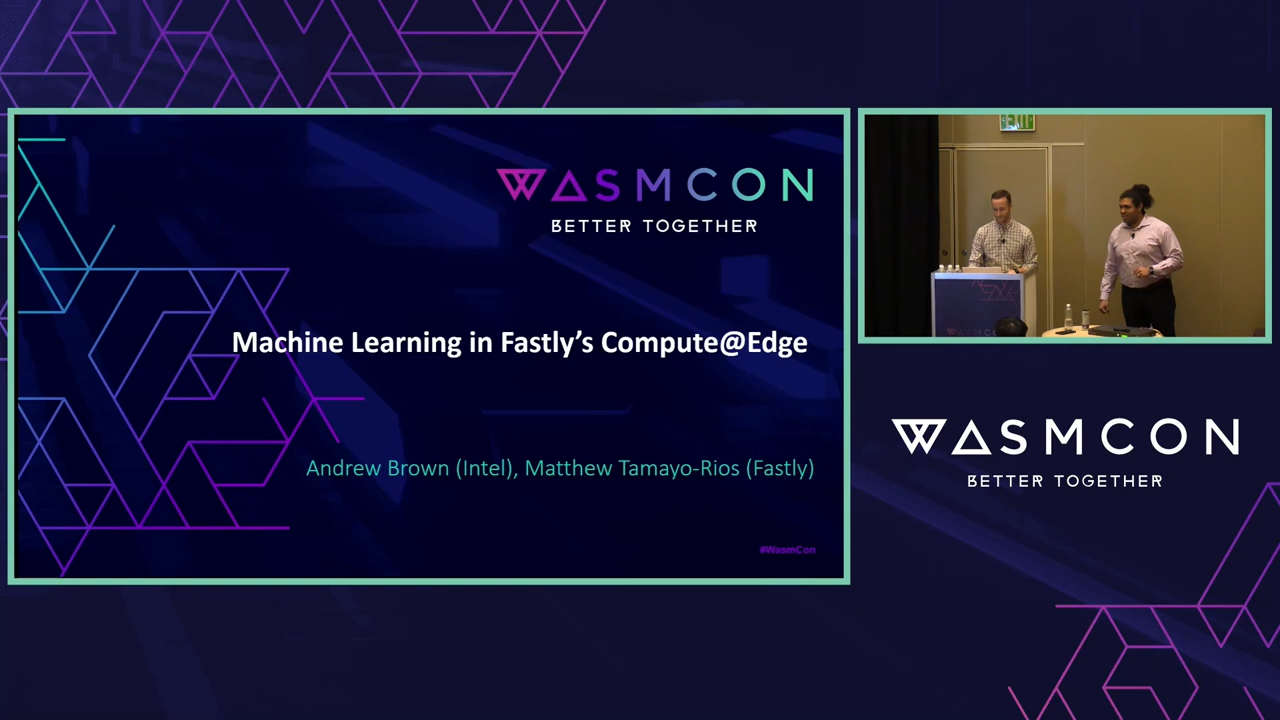 WASMCON
BETTER TOGETHER
Machine Learning in Fastly's Compute@Edge
Andrew Brown (Intel), Matthew Tamayo-Rios (Fastly)
#WasmCon
EXIT
WASMCON
WASMCON
BETTER TOGETHER